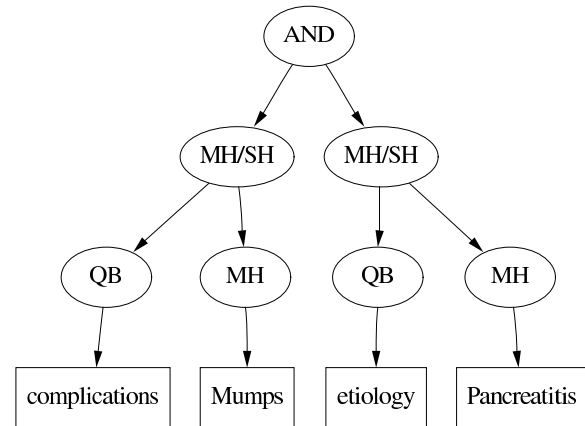 AND
MH/SH MH/SH
QB MH QB MH
complications Mumps etiology Pancreatitis